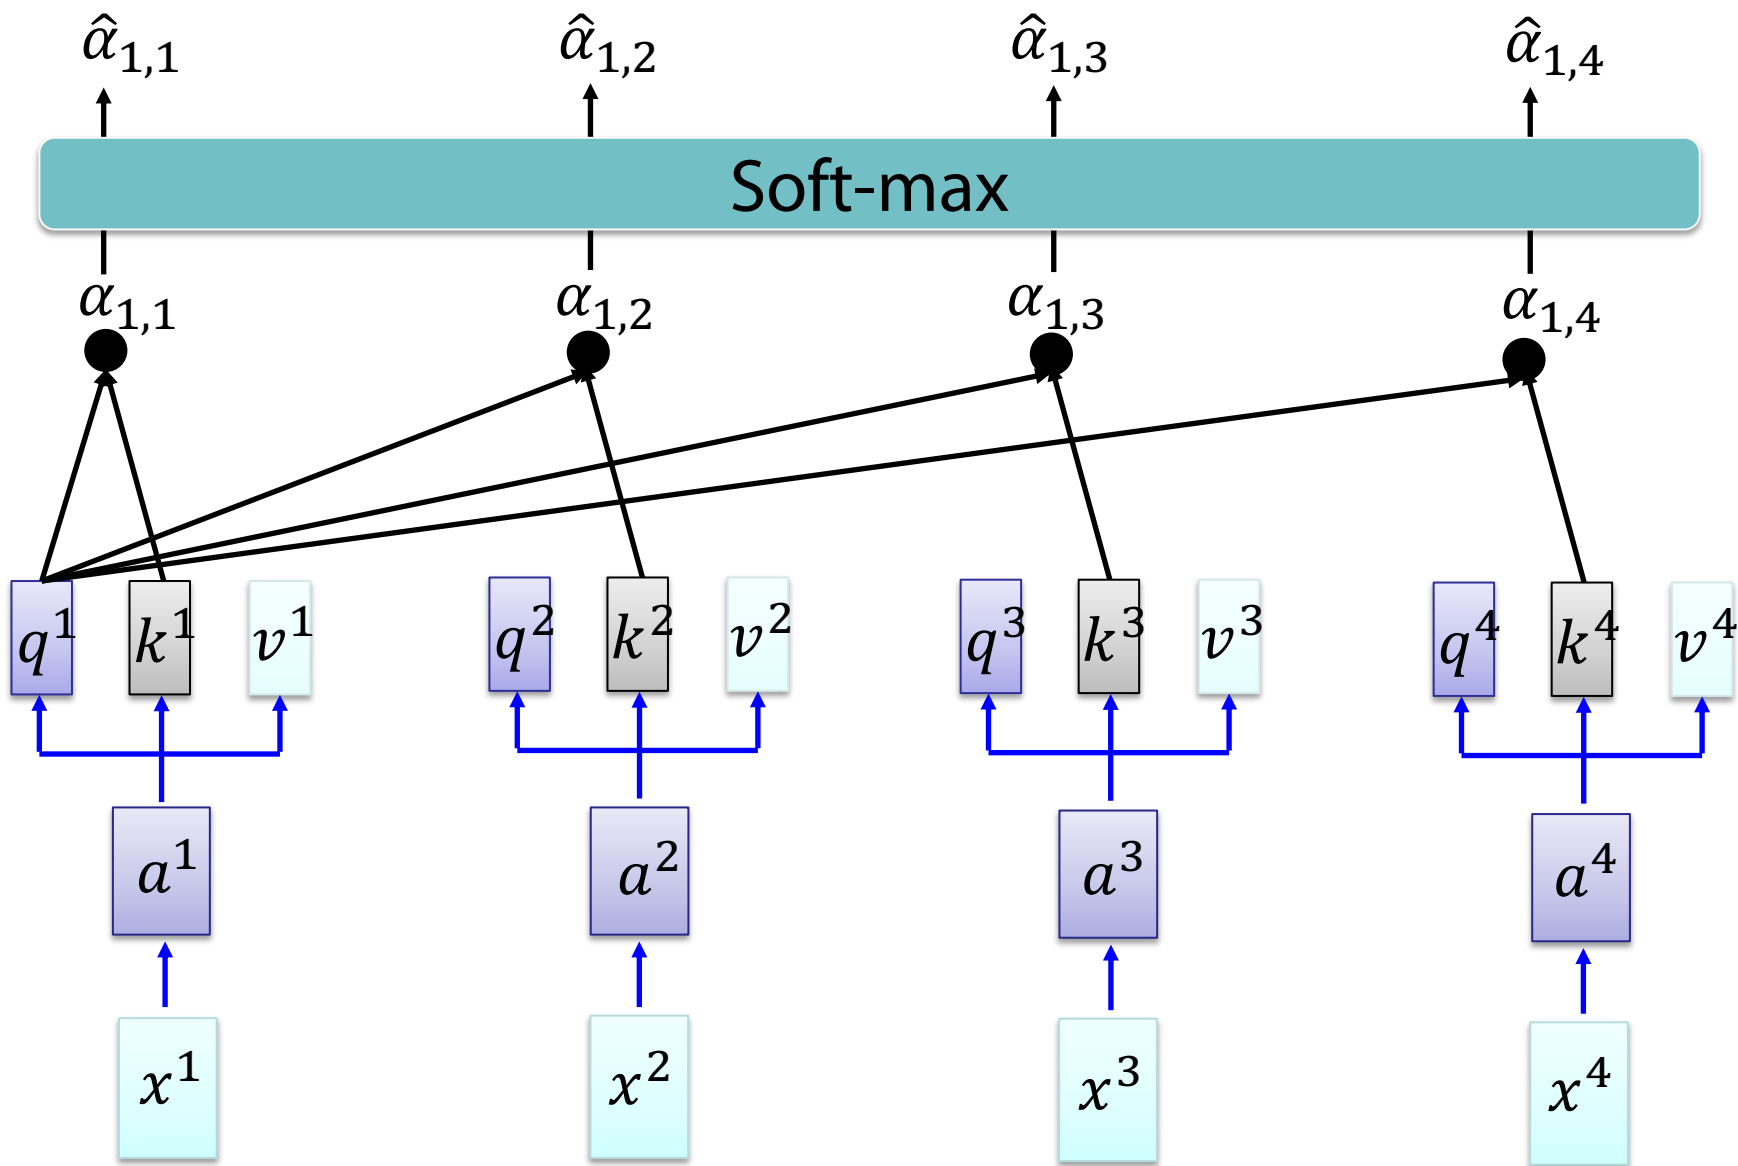 α̂1,1 α̂1,2 α̂1,3 α̂1,4
Soft-max
α1,1 α1,2 α1,3 α1,4
q¹ k¹ v¹ q² k² v² q³ k³ v³ q⁴ k⁴ v⁴
a¹ a² a³ a⁴
x¹ x² x³ x⁴